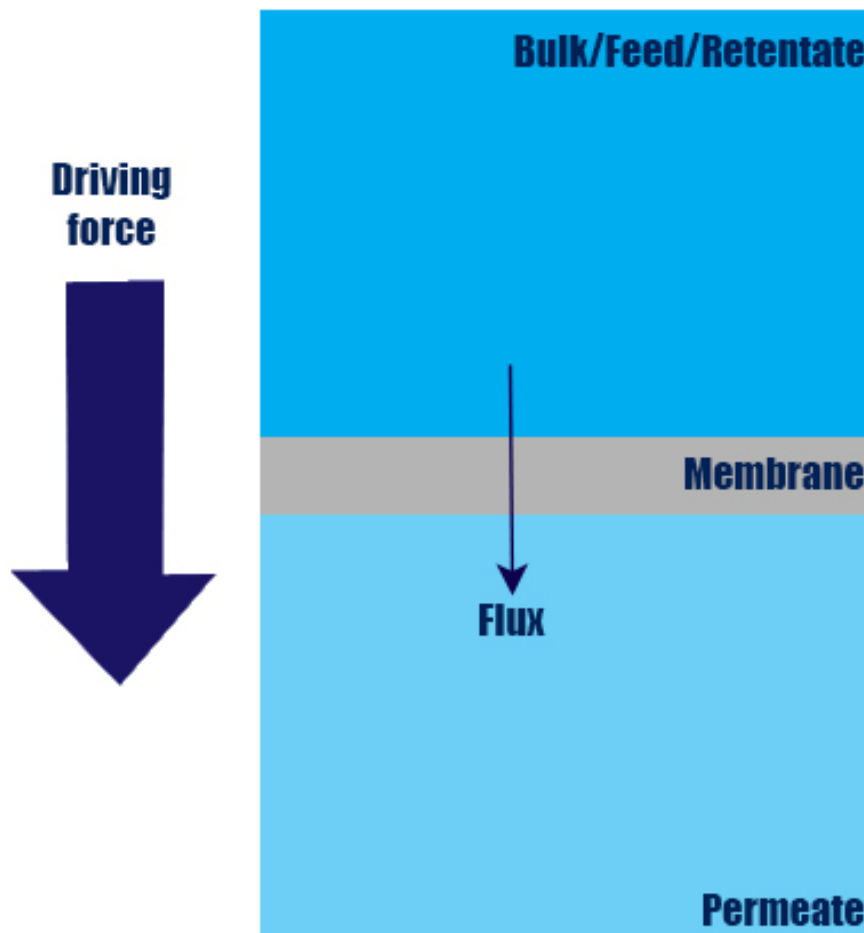 Bulk/Feed/Retentate
Driving
force
Membrane
Flux
Permeate